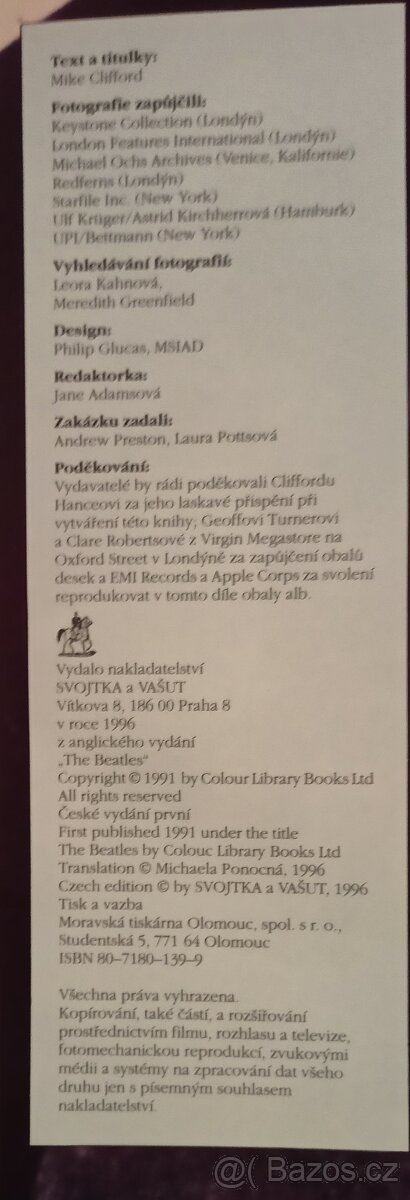 Text a titulky:
Mike Clifford
Fotografie zapůjčili:
Keystone Collection (Londýn)
London Features International (Londýn)
Michael Ochs Archives (Venice, Kalifornie)
Redferns (Londýn)
Starfile Inc. (New York)
Ulf Krüger/Astrid Kirchherrová (Hamburk)
UPI/Bettmann (New York)
Vyhledávání fotografií:
Leora Kahnová,
Meredith Greenfield
Design:
Philip Glucas, MSIAD
Redaktorka:
Jane Adamsová
Zakázku zadali:
Andrew Preston, Laura Pottsová
Poděkování:
Vydavatelé by rádi poděkovali Cliffordu
Hanceovi za jeho laskavé přispění při
vytváření této knihy, Geoffovi Turnerovi
a Clare Robertsové z Virgin Megastore na
Oxford Street v Londýně za zapůjčení obalů
desek a EMI Records a Apple Corps za svolení
reprodukovat v tomto díle obaly alb.
Vydalo nakladatelství
SVOJTKA a VAŠUT
Vítkova 8, 186 00 Praha 8
v roce 1996
z anglického vydání
„The Beatles“
Copyright © 1991 by Colour Library Books Ltd
All rights reserved
České vydání první
First published 1991 under the title
The Beatles by Colouc Library Books Ltd
Translation © Michaela Ponocná, 1996
Czech edition © by SVOJTKA a VAŠUT, 1996
Tisk a vazba
Moravská tiskárna Olomouc, spol. s r. o.,
Studentská 5, 771 64 Olomouc
ISBN 80–7180–139–9
Všechna práva vyhrazena.
Kopírování, také částí, a rozšiřování
prostřednictvím filmu, rozhlasu a televize,
fotomechanickou reprodukcí, zvukovými
médii a systémy na zpracování dat všeho
druhu jen s písemným souhlasem
nakladatelství.
Bazos.cz